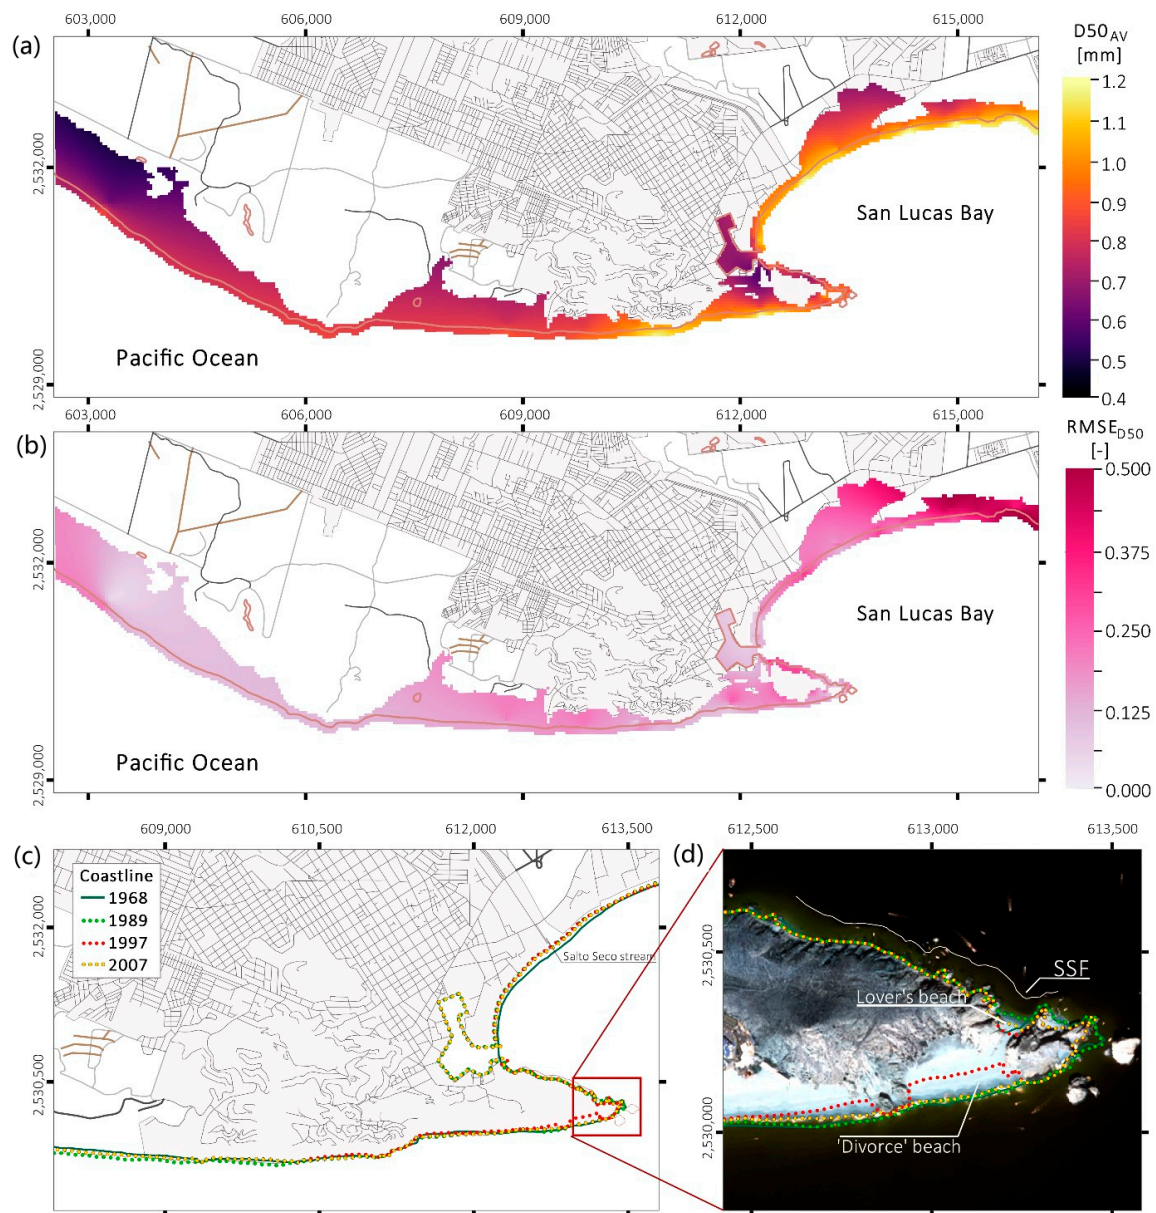 603,000 606,000 609,000 612,000 615,000
(a)
D50AV
[mm]
1.2
1.1
1.0
0.9
0.8
0.7
0.6
0.5
0.4
2,532,000
2,529,000
San Lucas Bay
Pacific Ocean
603,000 606,000 609,000 612,000 615,000
(b)
RMSED50
[-]
0.500
0.375
0.250
0.125
0.000
2,532,000
2,529,000
San Lucas Bay
Pacific Ocean
609,000 610,500 612,000 613,500
(c)
Coastline
1968
1989
1997
2007
2,532,000
2,530,500
Salto Seco stream
612,500 613,000 613,500
(d)
2,530,500
2,530,000
SSF
Lover's beach
'Divorce' beach